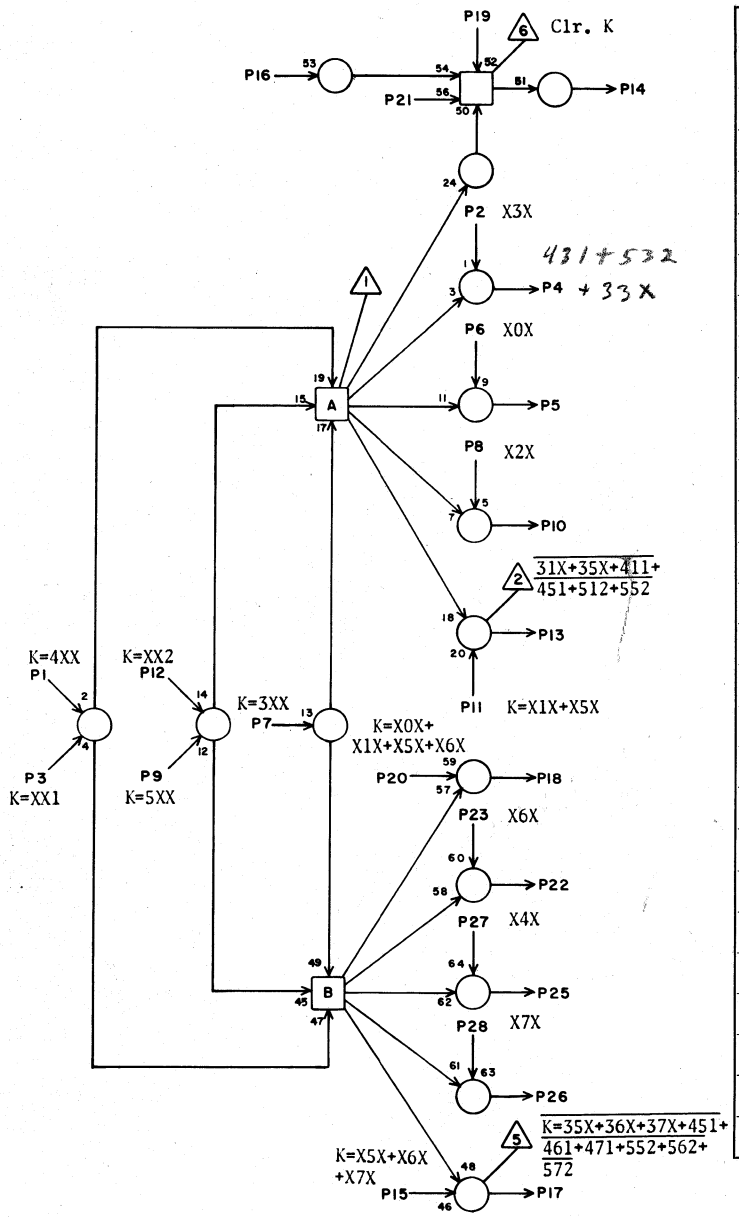 P19
6 Clr. K
P16 53 54 52
51 P14
P21 56
50
24
P2 X3X
1
431+532
3 P4 + 33X
1
P6 X0X
19
15 A 11 9 P5
17
P8 X2X
7 5 P10
2 31X+35X+411+
451+512+552
18
20 P13
P11 K=X1X+X5X
K=4XX
P1
K=XX2
P12
2
14
K=3XX
P7 13
4
12
P3
K=XX1
P9
K=5XX
K=X0X+
X1X+X5X+X6X
P20 59 P18
57
P23 X6X
60
58 P22
P27 X4X
64
49
45 B 62 P25
47
P28 X7X
61 63
P26
5 K=35X+36X+37X+451+
461+471+552+562+
572
K=X5X+X6X
+X7X
48
P15 46 P17